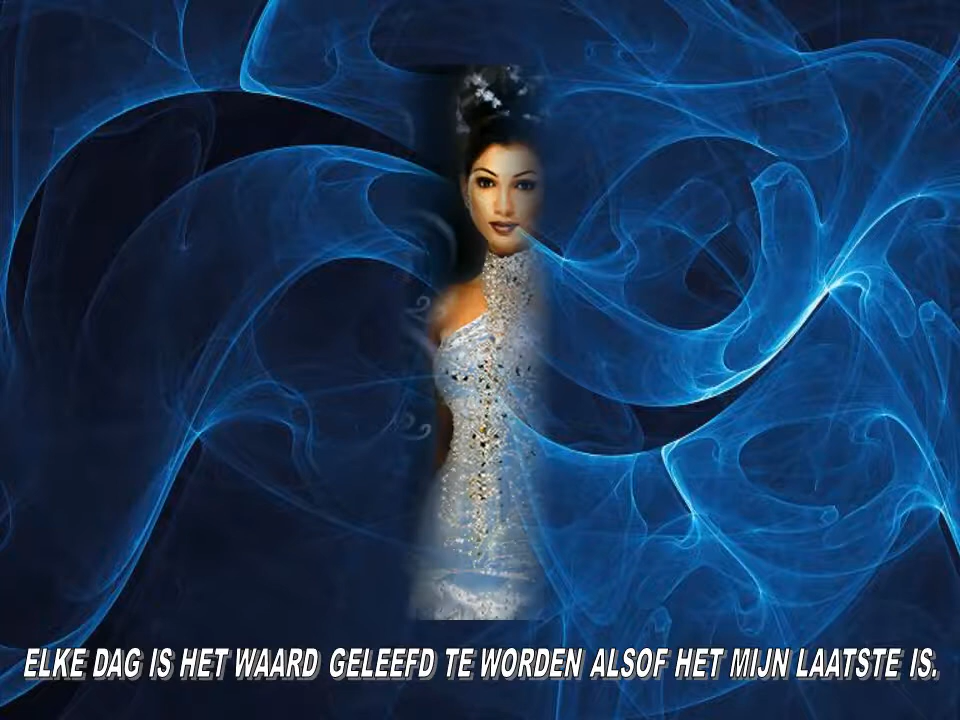 ELKE DAG IS HET WAARD GELEEFD TE WORDEN ALSOF HET MIJN LAATSTE IS.